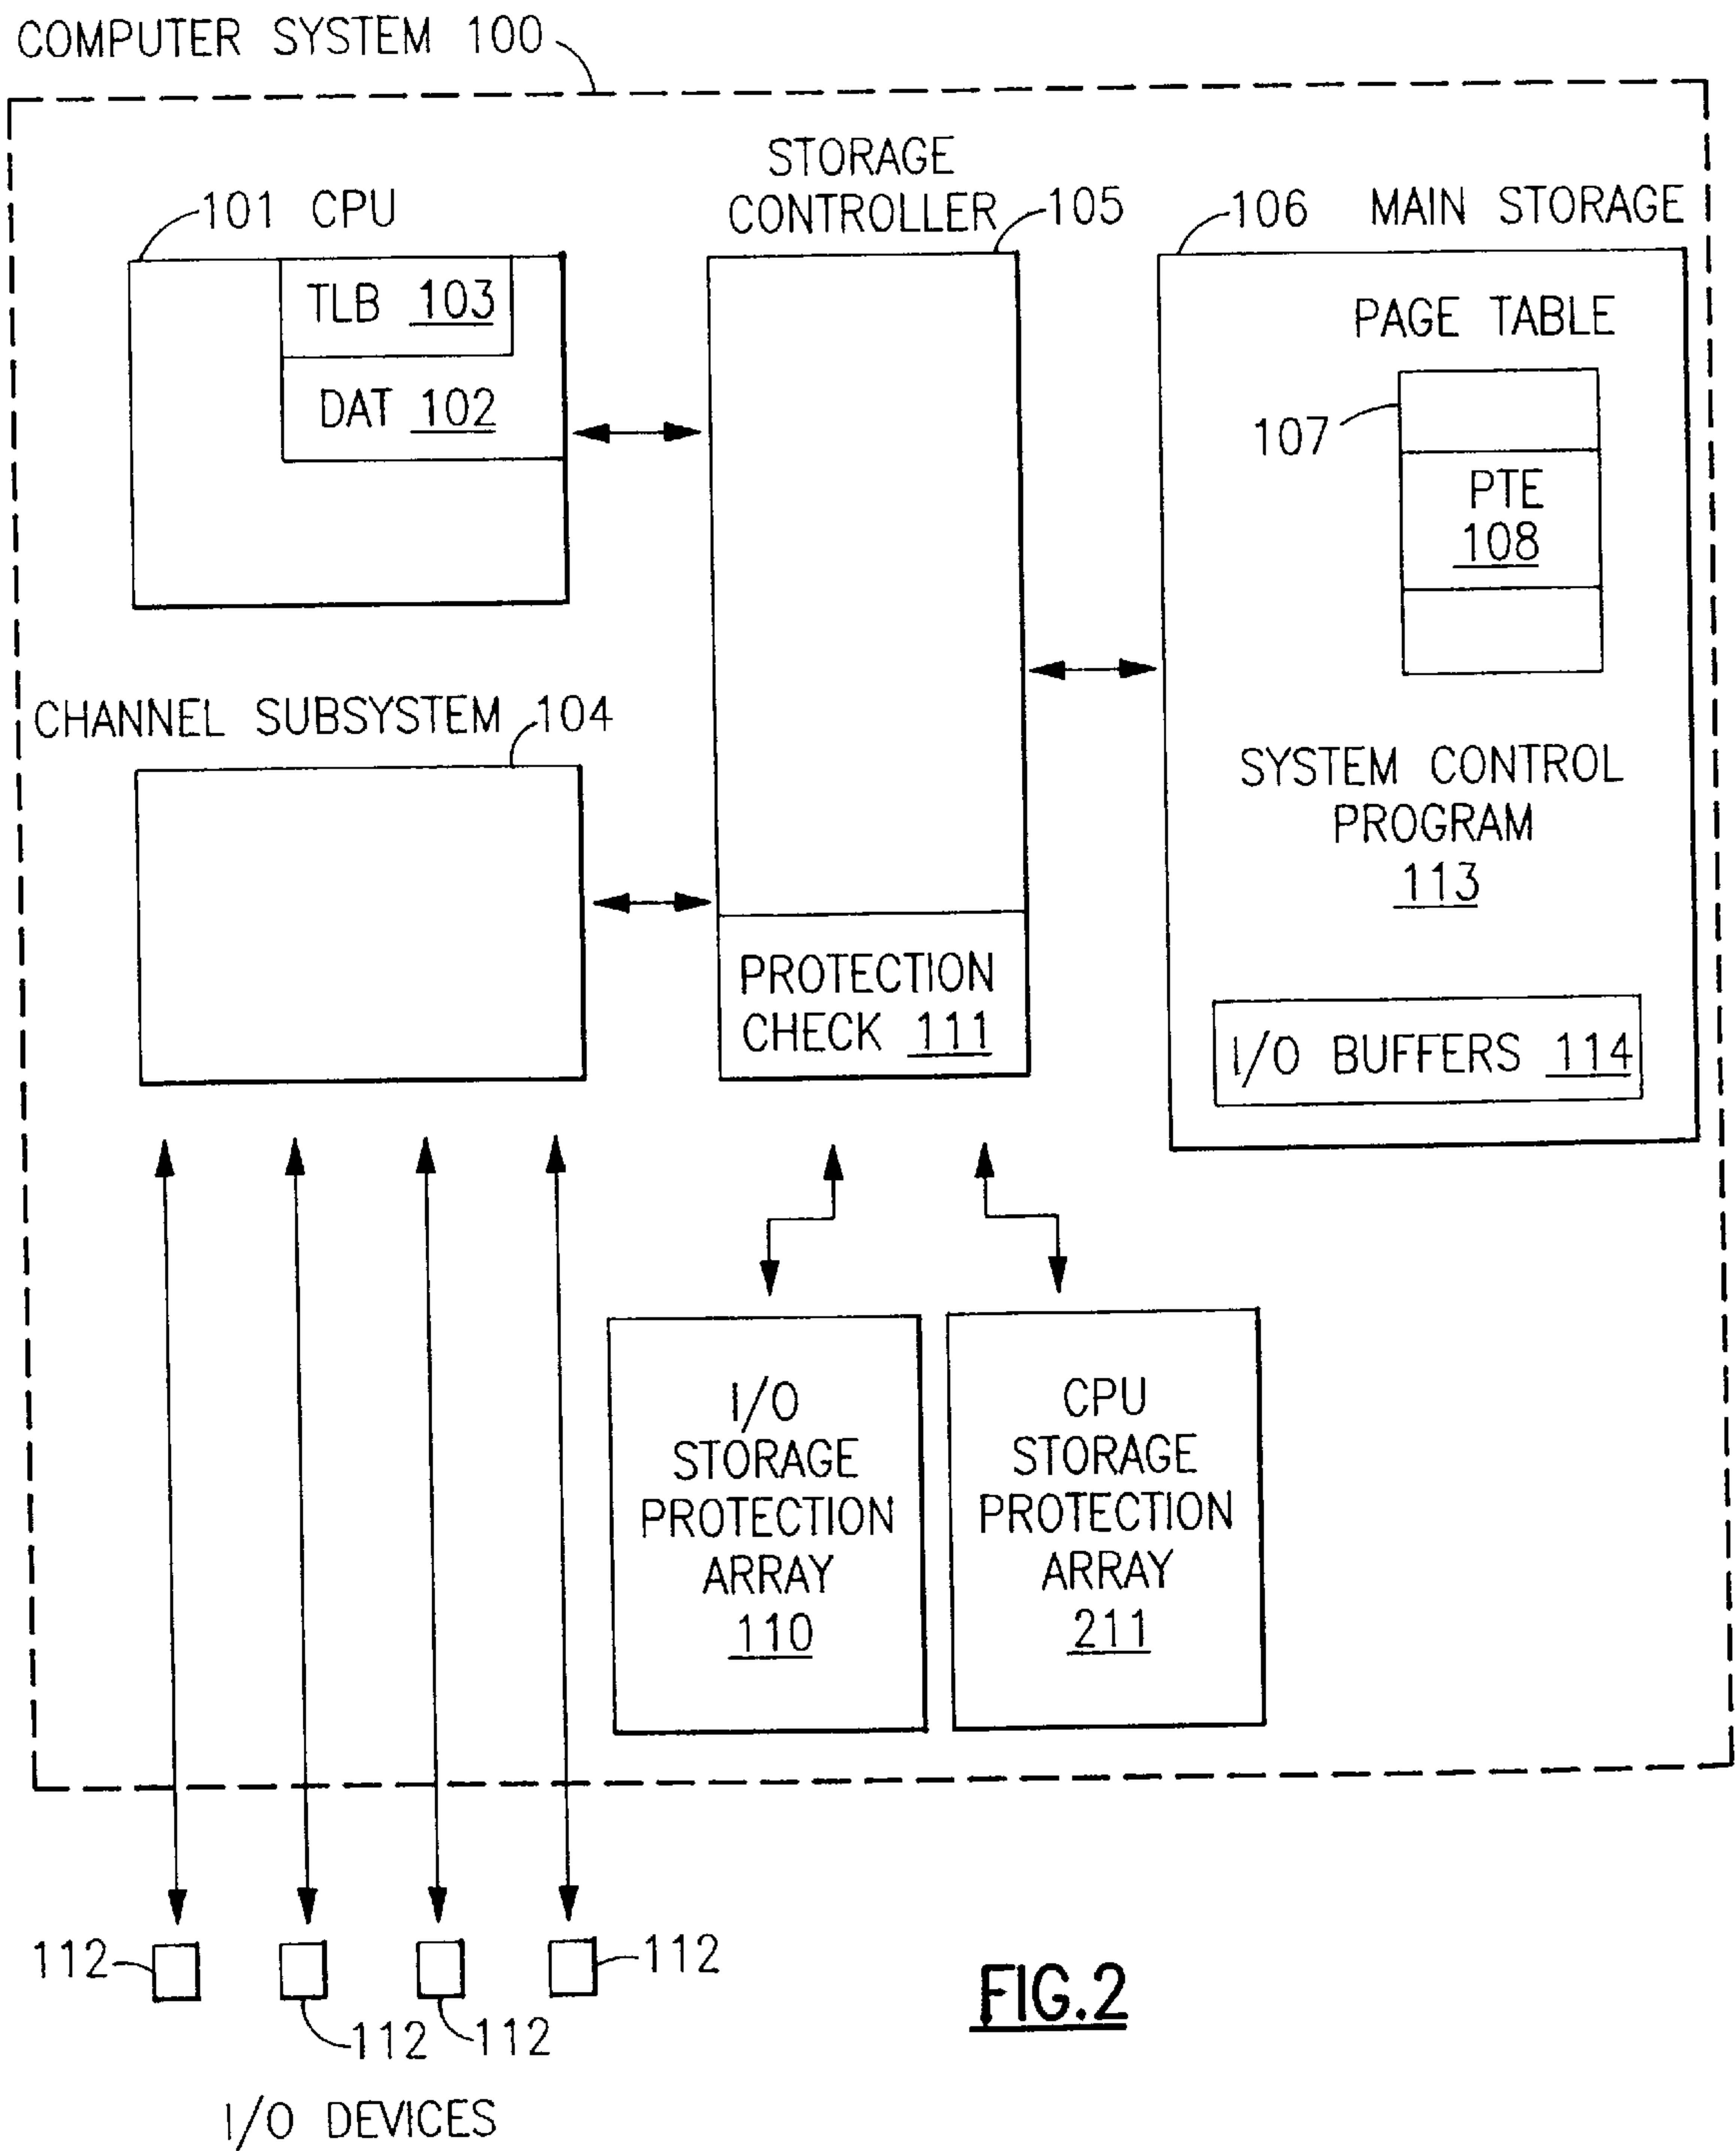 COMPUTER SYSTEM 100
101 CPU
TLB 103
DAT 102
STORAGE
CONTROLLER 105
106 MAIN STORAGE
PAGE TABLE
107
PTE
108
CHANNEL SUBSYSTEM 104
SYSTEM CONTROL
PROGRAM
113
PROTECTION
CHECK 111
I/O BUFFERS 114
I/O
STORAGE
PROTECTION
ARRAY
110
CPU
STORAGE
PROTECTION
ARRAY
211
112
112
112
112
I/O DEVICES
FIG.2